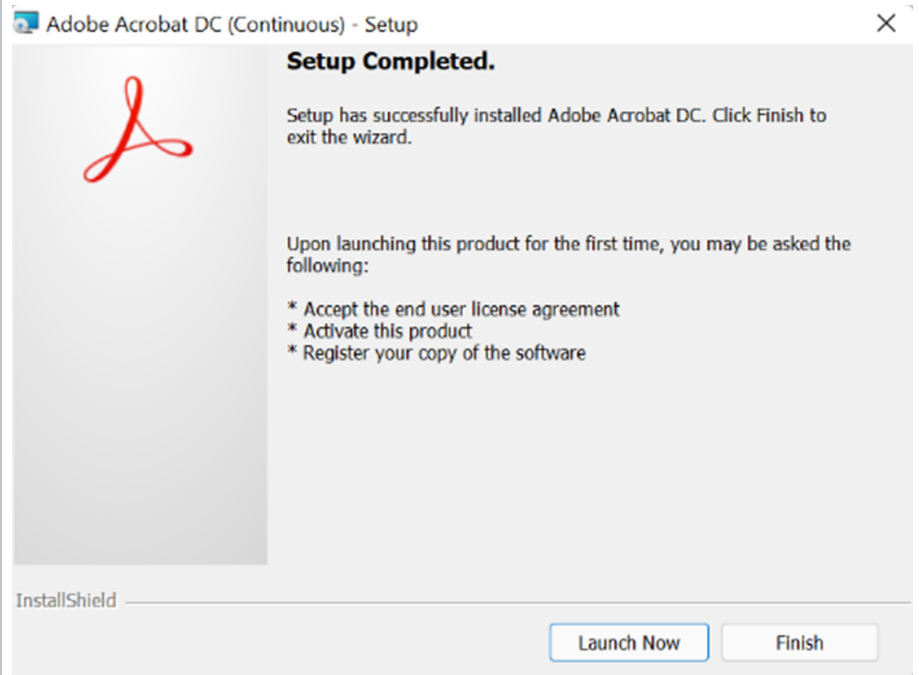 Adobe Acrobat DC (Continuous) - Setup
Setup Completed.
Setup has successfully installed Adobe Acrobat DC. Click Finish to
exit the wizard.
Upon launching this product for the first time, you may be asked the
following:
* Accept the end user license agreement
* Activate this product
* Register your copy of the software
InstallShield
Launch Now
Finish